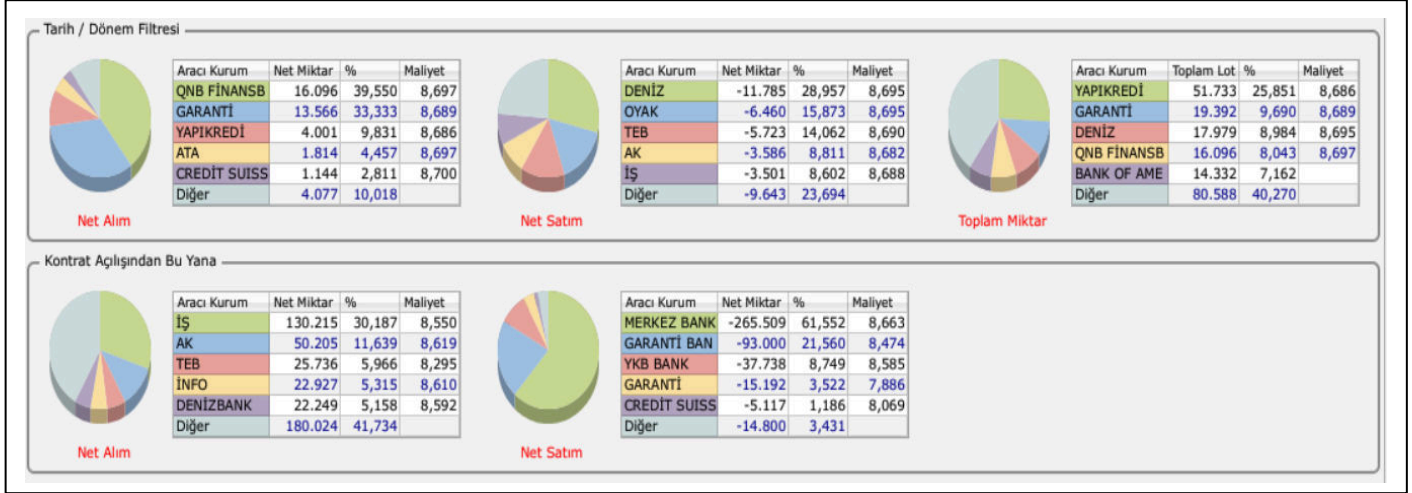 Tarih / Dönem Filtresi
Aracı Kurum Net Miktar % Maliyet
QNB FİNANSB 16.096 39,550 8,697
GARANTİ 13.566 33,333 8,689
YAPIKREDİ 4.001 9,831 8,686
ATA 1.814 4,457 8,697
CREDİT SUISS 1.144 2,811 8,700
Diğer 4.077 10,018
Net Alım
Aracı Kurum Net Miktar % Maliyet
DENİZ -11.785 28,957 8,695
OYAK -6.460 15,873 8,695
TEB -5.723 14,062 8,690
AK -3.586 8,811 8,682
İŞ -3.501 8,602 8,688
Diğer -9.643 23,694
Net Satım
Aracı Kurum Toplam Lot % Maliyet
YAPIKREDİ 51.733 25,851 8,686
GARANTİ 19.392 9,690 8,689
DENİZ 17.979 8,984 8,695
QNB FİNANSB 16.096 8,043 8,697
BANK OF AME 14.332 7,162
Diğer 80.588 40,270
Toplam Miktar
Kontrat Açılışından Bu Yana
Aracı Kurum Net Miktar % Maliyet
İŞ 130.215 30,187 8,550
AK 50.205 11,639 8,619
TEB 25.736 5,966 8,295
İNFO 22.927 5,315 8,610
DENİZBANK 22.249 5,158 8,592
Diğer 180.024 41,734
Net Alım
Aracı Kurum Net Miktar % Maliyet
MERKEZ BANK -265.509 61,552 8,663
GARANTİ BAN -93.000 21,560 8,474
YKB BANK -37.738 8,749 8,585
GARANTİ -15.192 3,522 7,886
CREDİT SUISS -5.117 1,186 8,069
Diğer -14.800 3,431
Net Satım